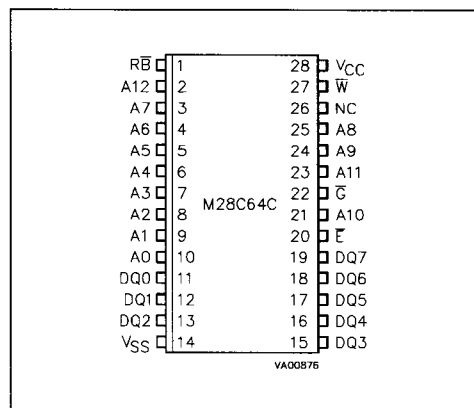 RB̅ 1 28 VCC
A12 2 27 W̅
A7 3 26 NC
A6 4 25 A8
A5 5 24 A9
A4 6 23 A11
A3 7 22 G̅
A2 8 21 A10
A1 9 20 E̅
A0 10 19 DQ7
DQ0 11 18 DQ6
DQ1 12 17 DQ5
DQ2 13 16 DQ4
VSS 14 15 DQ3
M28C64C
VA00876